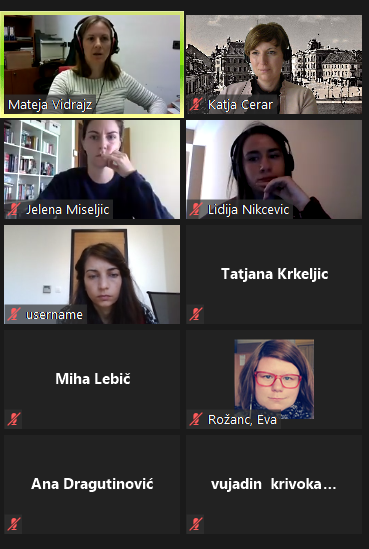 Mateja Vidrajz
Katja Cerar
Jelena Miseljic
Lidija Nikcevic
username
Tatjana Krkeljic
Miha Lebič
Rožanc, Eva
Ana Dragutinović
vujadin krivoka...